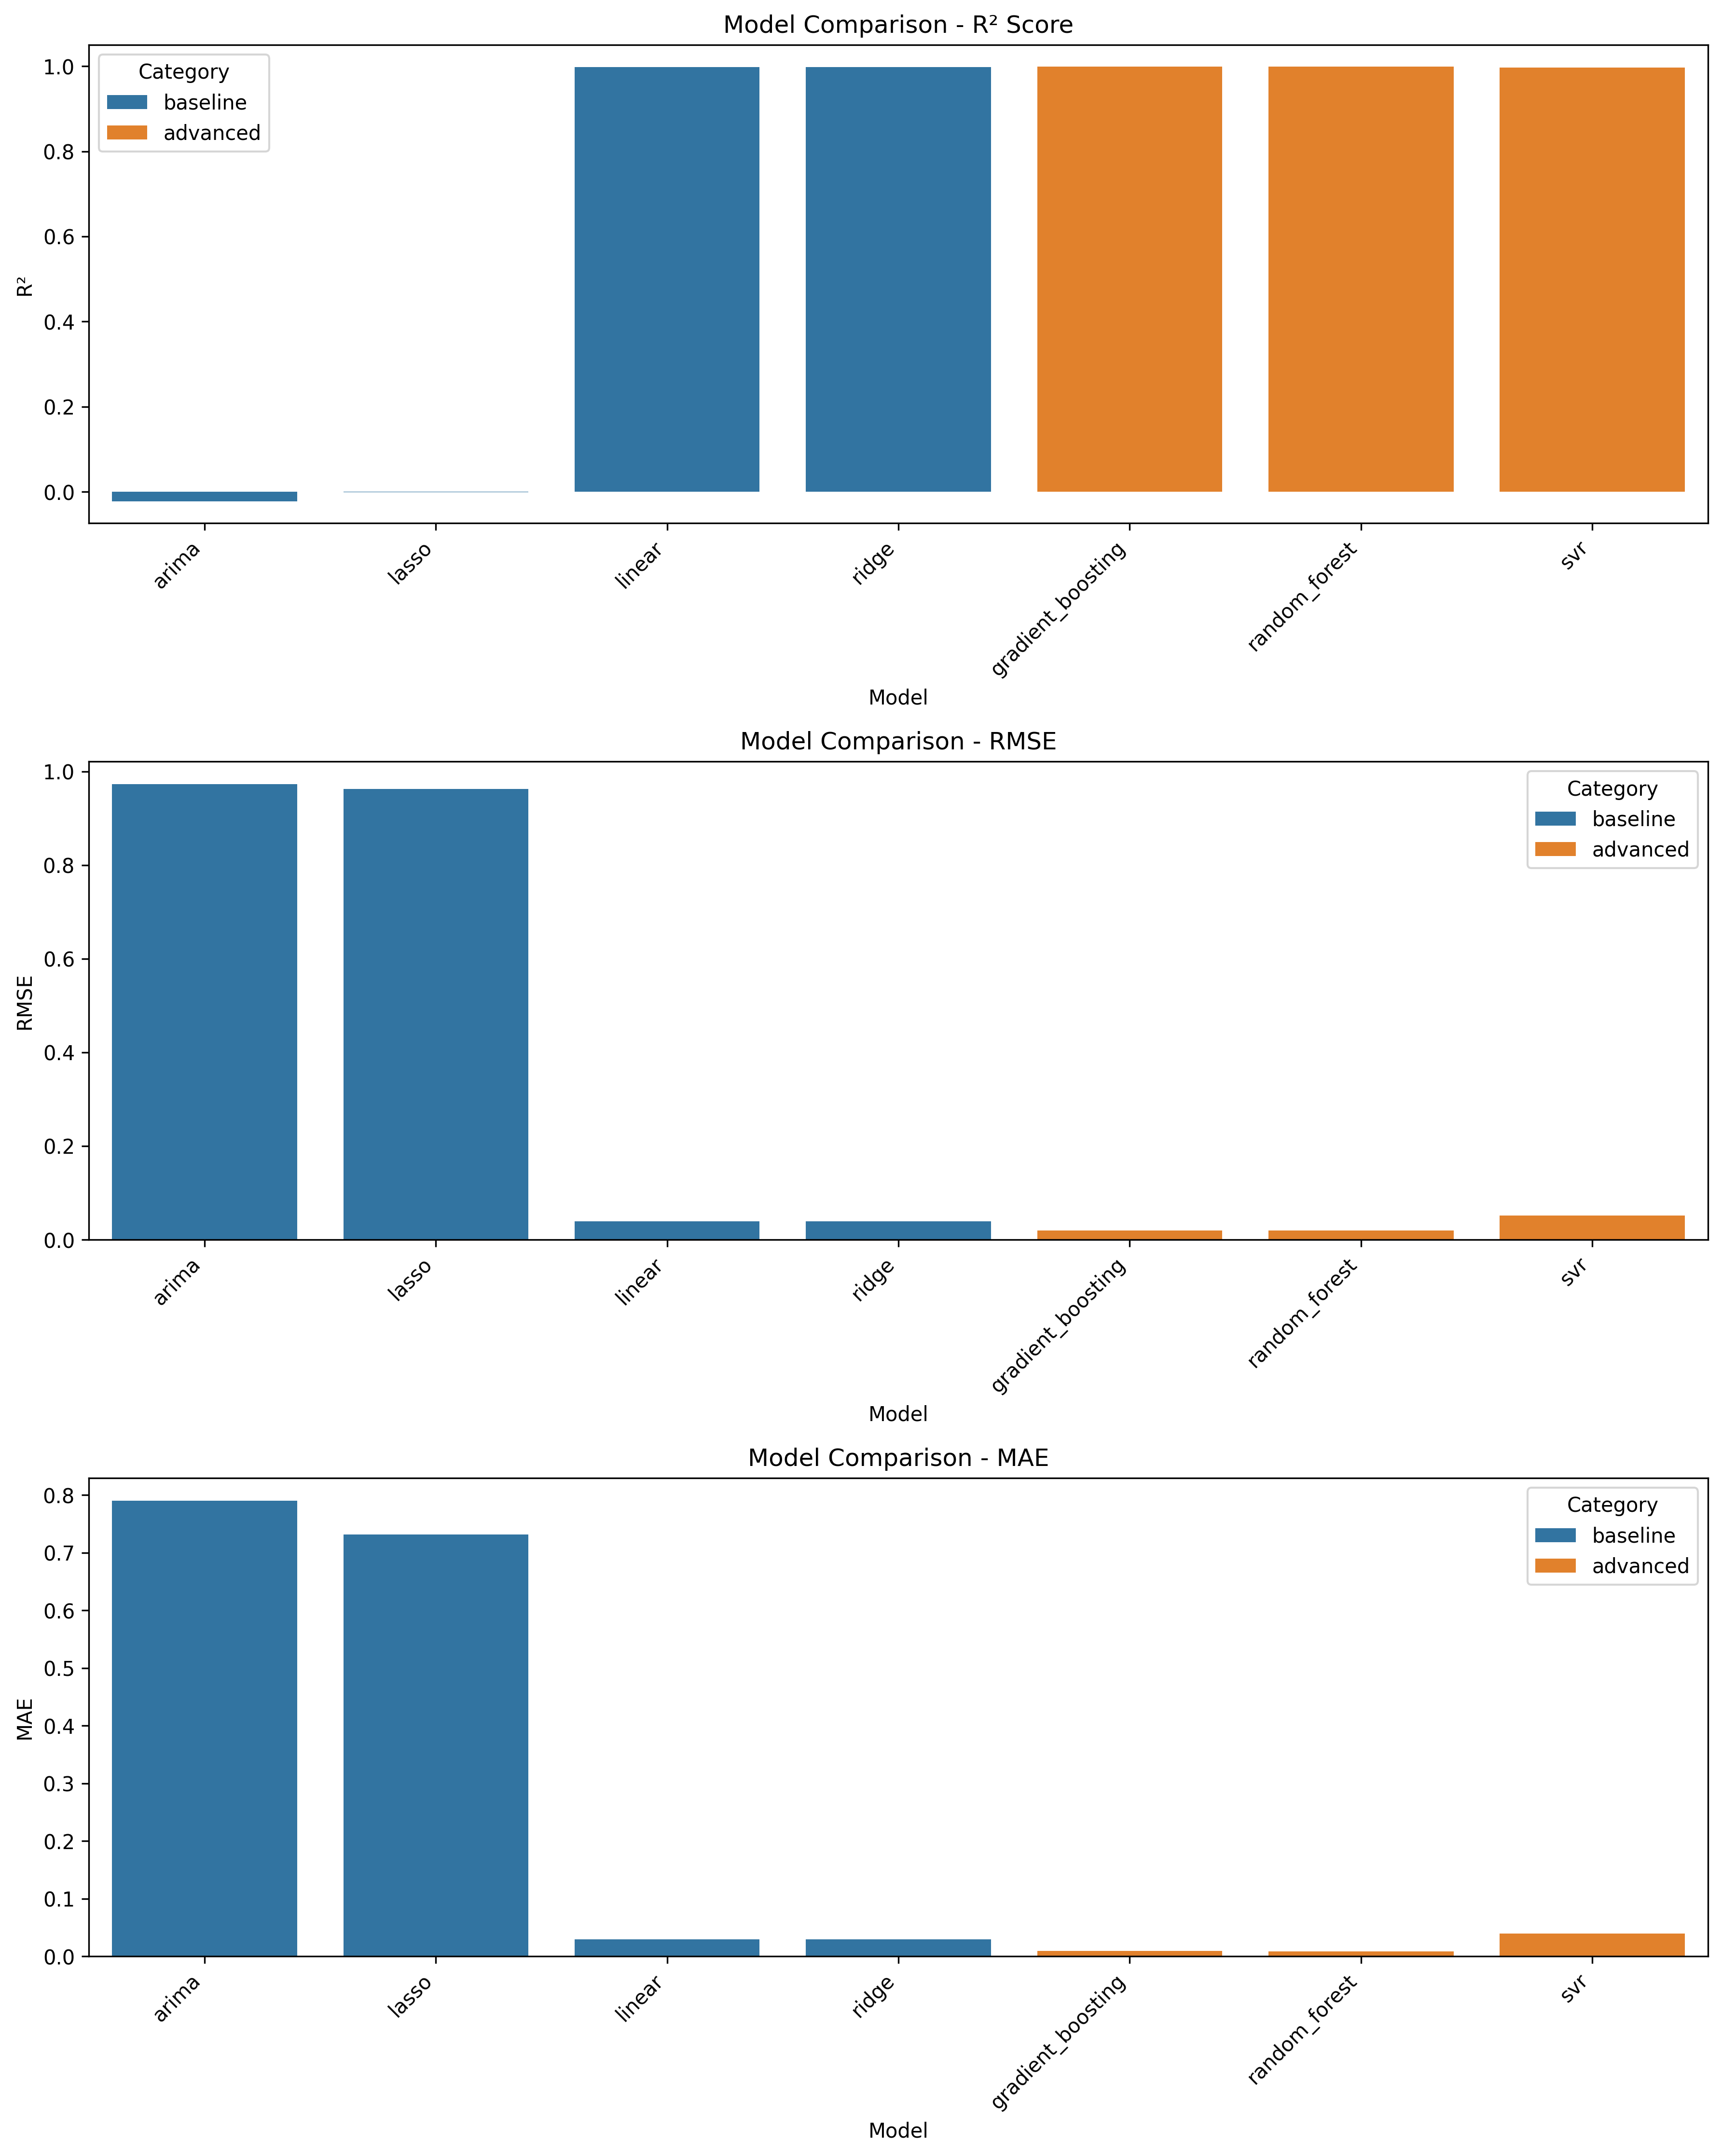 Model Comparison - R² Score
Category
baseline
advanced
1.0
0.8
0.6
0.4
0.2
0.0
R²
arima
lasso
linear
ridge
gradient_boosting
random_forest
svr
Model
Model Comparison - RMSE
Category
baseline
advanced
1.0
0.8
0.6
0.4
0.2
0.0
RMSE
arima
lasso
linear
ridge
gradient_boosting
random_forest
svr
Model
Model Comparison - MAE
Category
baseline
advanced
0.8
0.7
0.6
0.5
0.4
0.3
0.2
0.1
0.0
MAE
arima
lasso
linear
ridge
gradient_boosting
random_forest
svr
Model